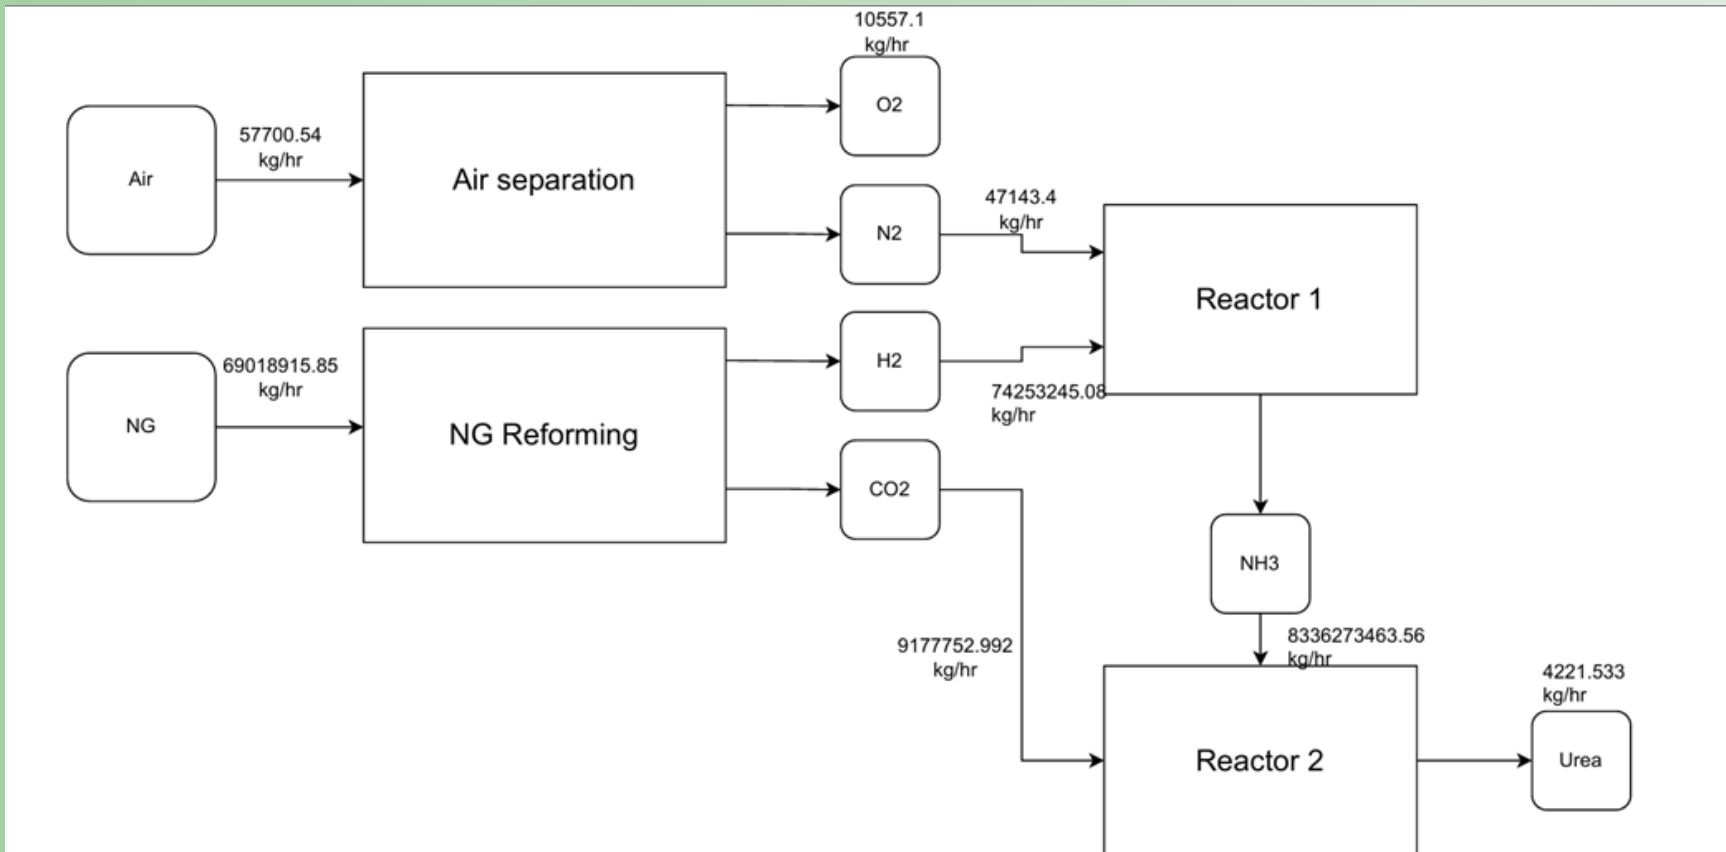 10557.1
kg/hr
O2
57700.54
kg/hr
Air
Air separation
47143.4
kg/hr
N2
Reactor 1
69018915.85
kg/hr
H2
74253245.08
kg/hr
NG
NG Reforming
CO2
NH3
9177752.992
kg/hr
8336273463.56
kg/hr
4221.533
kg/hr
Reactor 2
Urea